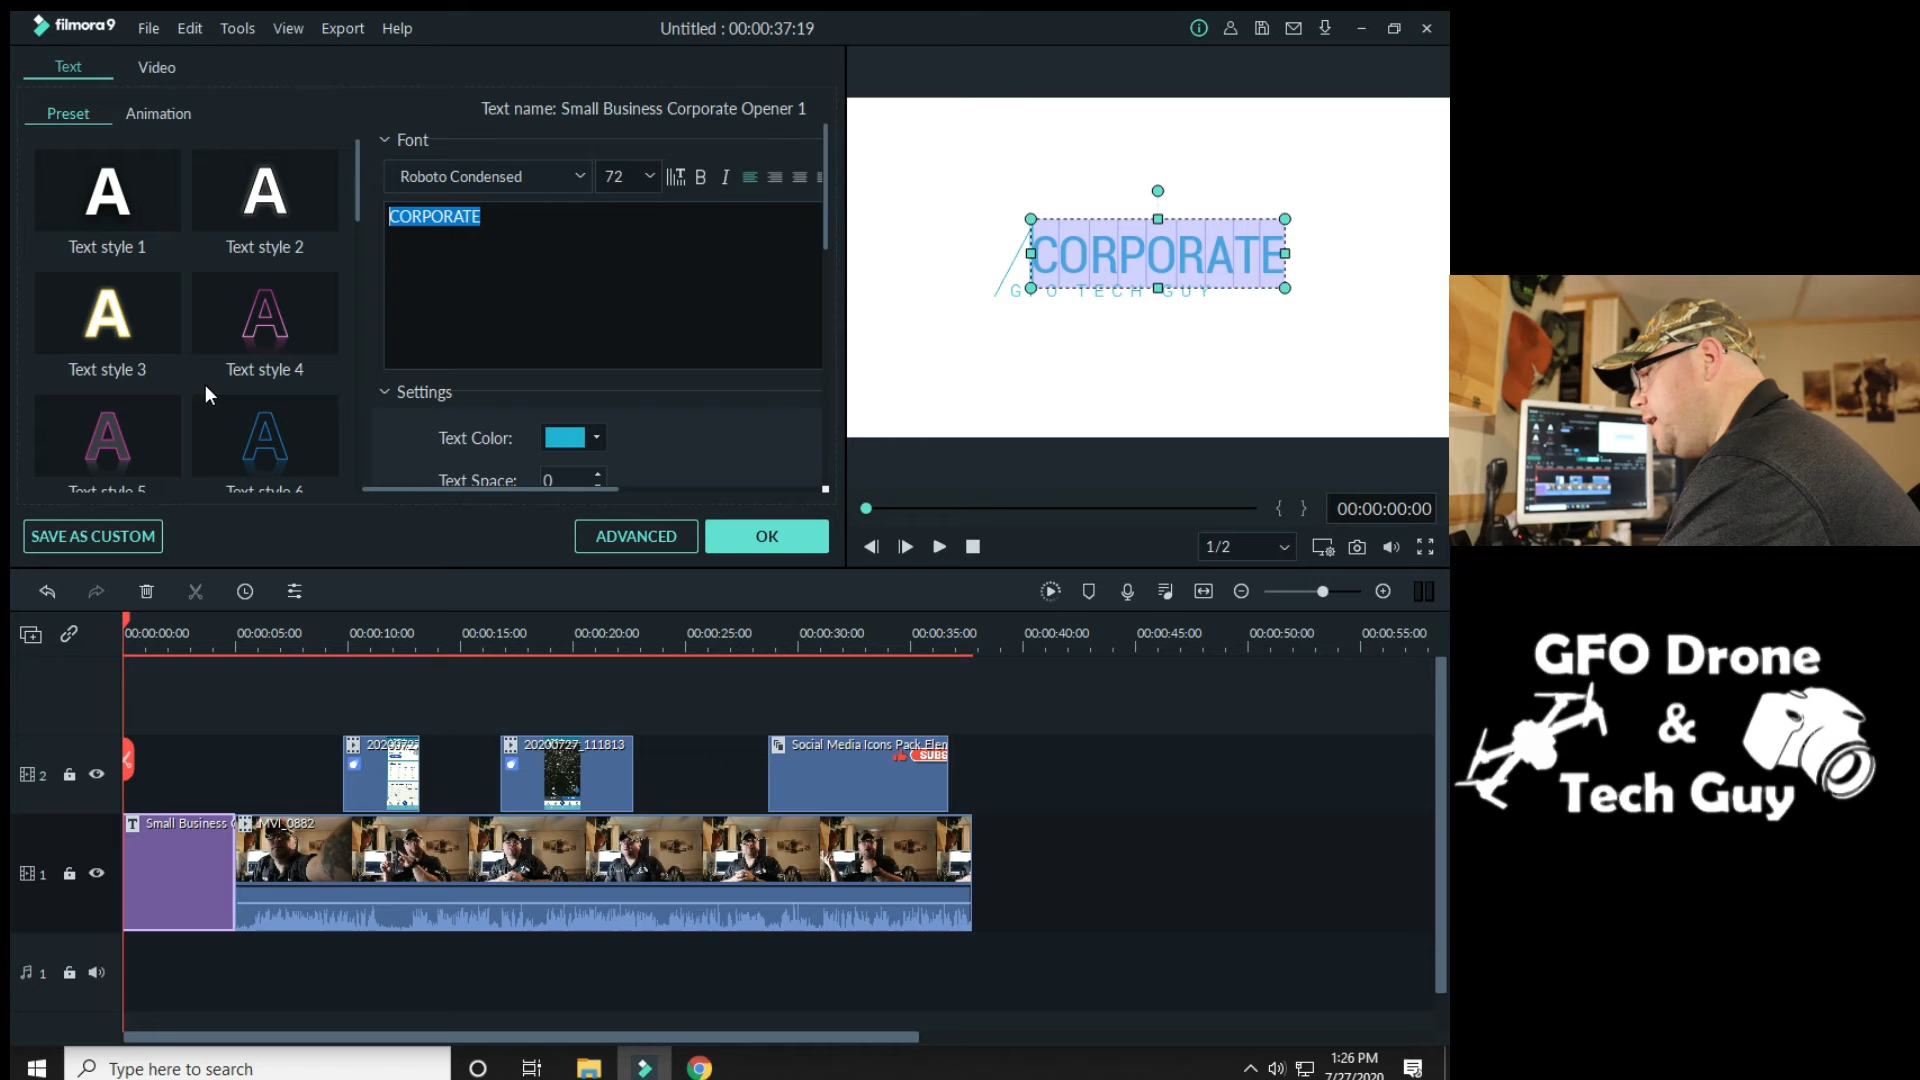 filmora9 File Edit Tools View Export Help Untitled : 00:00:37:19
Text Video
Preset Animation Text name: Small Business Corporate Opener 1
Font
Roboto Condensed 72 B I
CORPORATE
Text style 1 Text style 2
Text style 3 Text style 4
Text style 5 Text style 6
Settings
Text Color:
Text Space: 0
SAVE AS CUSTOM ADVANCED OK
CORPORATE
G F O T E C H G U Y
{ } 00:00:00:00
1/2
00:00:00:00 00:00:05:00 00:00:10:00 00:00:15:00 00:00:20:00 00:00:25:00 00:00:30:00 00:00:35:00 00:00:40:00 00:00:45:00 00:00:50:00 00:00:55:00
2 2020072 20200727_111813 Social Media Icons Pack Elen
SUBS
T Small Business MVI_0882
1
1
Type here to search
1:26 PM
7/27/2020
GFO Drone
&
Tech Guy